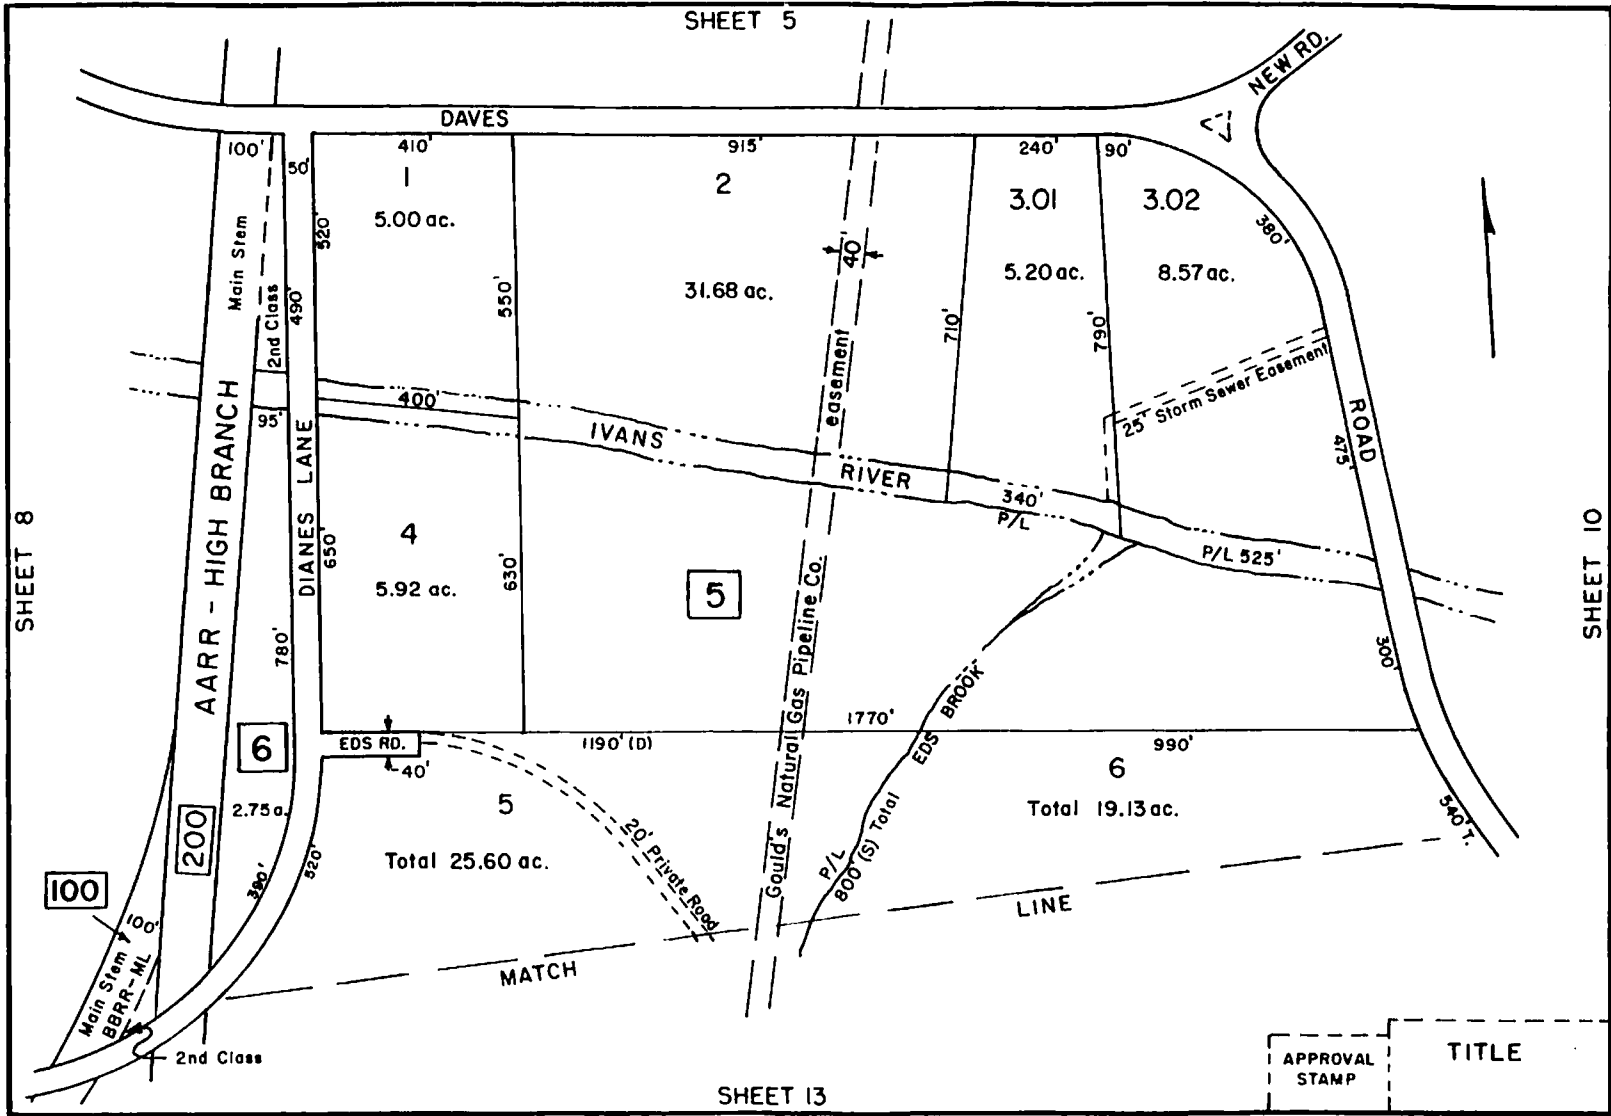 SHEET 5
NEW RD.
DAVES
100'
50'
410'
915'
240'
90'
1
5.00 ac.
2
31.68 ac.
3.01
5.20 ac.
3.02
8.57 ac.
380'
Main Stem
2nd Class
490'
520'
550'
40'
easement
710'
790'
25' Storm Sewer Easement
ROAD
475'
400'
95'
IVANS
RIVER
340'
P/L
P/L 525'
AARR - HIGH BRANCH
DIANES LANE
SHEET 8
SHEET 10
4
5.92 ac.
650'
630'
5
780'
Gould's Natural Gas Pipeline Co.
300'
6
EDS RD.
40'
1190' (D)
1770'
EDS BROOK
990'
6
Total 19.13 ac.
540' T.
2.75 a.
200
5
Total 25.60 ac.
20' Private Road
P/L
800' (S) Total
390'
520'
100
100'
Main Stem
BBRR-ML
2nd Class
MATCH
LINE
APPROVAL
STAMP
TITLE
SHEET 13